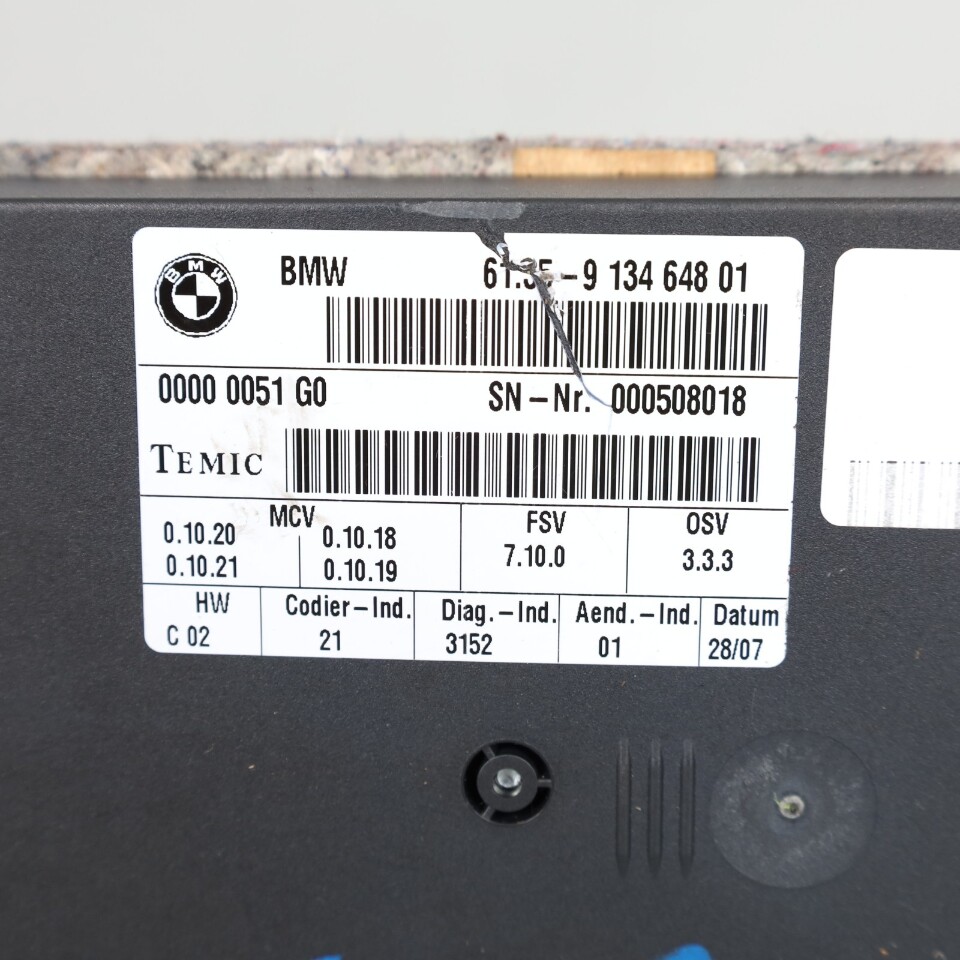 BMW
BMW 61.35-9 134 648 01
0000 0051 G0 SN-Nr. 000508018
TEMIC
MCV FSV OSV
0.10.20 0.10.18 7.10.0 3.3.3
0.10.21 0.10.19
HW Codier-Ind. Diag.-Ind. Aend.-Ind. Datum
C 02 21 3152 01 28/07